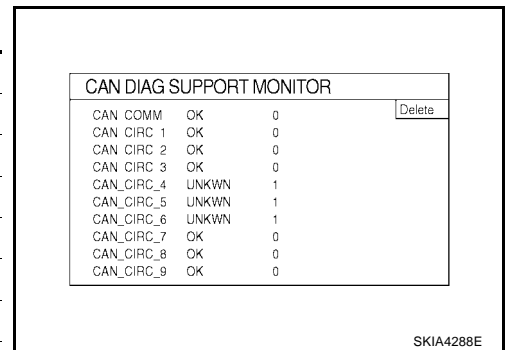 CAN DIAG SUPPORT MONITOR
Delete
CAN COMM OK 0
CAN CIRC 1 OK 0
CAN CIRC 2 OK 0
CAN CIRC 3 OK 0
CAN_CIRC_4 UNKWN 1
CAN_CIRC_5 UNKWN 1
CAN_CIRC_6 UNKWN 1
CAN_CIRC_7 OK 0
CAN_CIRC_8 OK 0
CAN_CIRC_9 OK 0
SKIA4288E